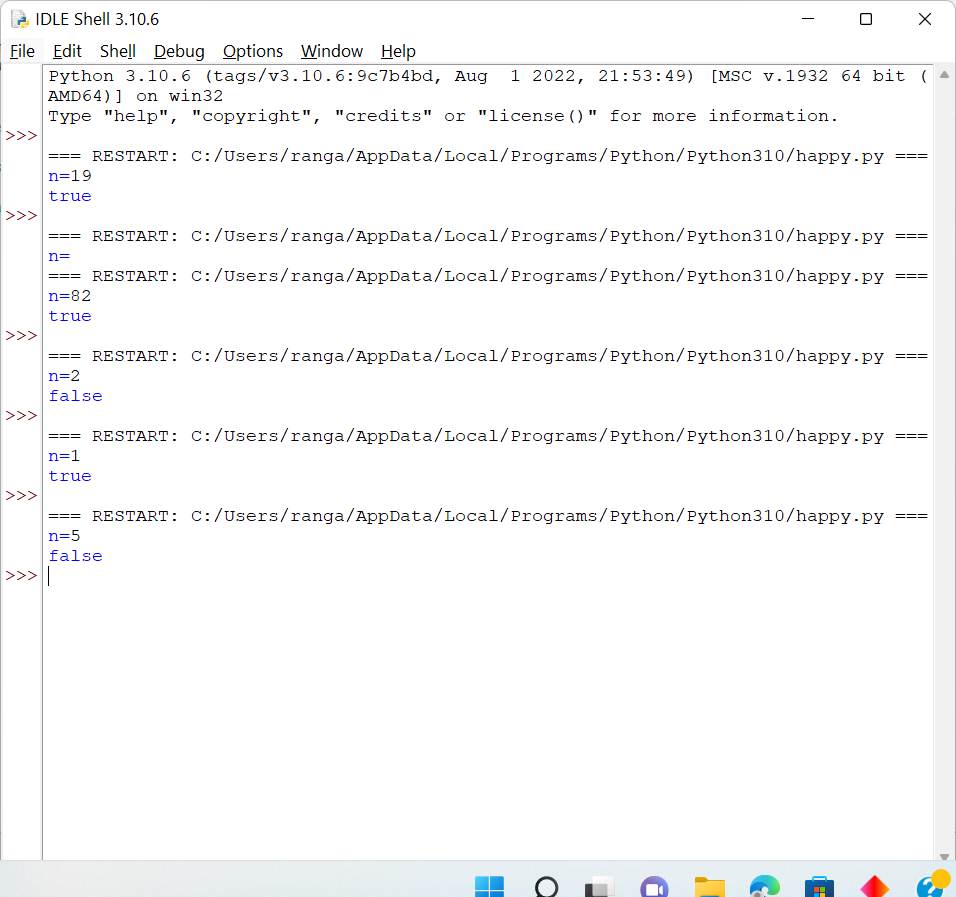 IDLE Shell 3.10.6
File Edit Shell Debug Options Window Help
Python 3.10.6 (tags/v3.10.6:9c7b4bd, Aug  1 2022, 21:53:49) [MSC v.1932 64 bit (
AMD64)] on win32
Type "help", "copyright", "credits" or "license()" for more information.
>>>
=== RESTART: C:/Users/ranga/AppData/Local/Programs/Python/Python310/happy.py ===
n=19
true
>>>
=== RESTART: C:/Users/ranga/AppData/Local/Programs/Python/Python310/happy.py ===
n=
=== RESTART: C:/Users/ranga/AppData/Local/Programs/Python/Python310/happy.py ===
n=82
true
>>>
=== RESTART: C:/Users/ranga/AppData/Local/Programs/Python/Python310/happy.py ===
n=2
false
>>>
=== RESTART: C:/Users/ranga/AppData/Local/Programs/Python/Python310/happy.py ===
n=1
true
>>>
=== RESTART: C:/Users/ranga/AppData/Local/Programs/Python/Python310/happy.py ===
n=5
false
>>>